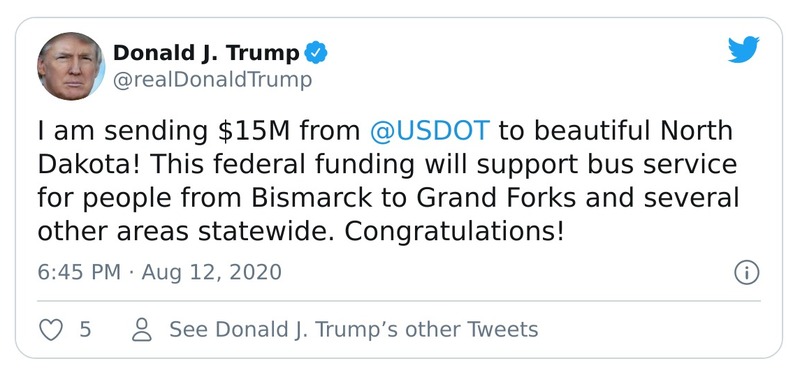 Donald J. Trump
@realDonaldTrump
I am sending $15M from @USDOT to beautiful North
Dakota! This federal funding will support bus service
for people from Bismarck to Grand Forks and several
other areas statewide. Congratulations!
6:45 PM · Aug 12, 2020
5 See Donald J. Trump’s other Tweets